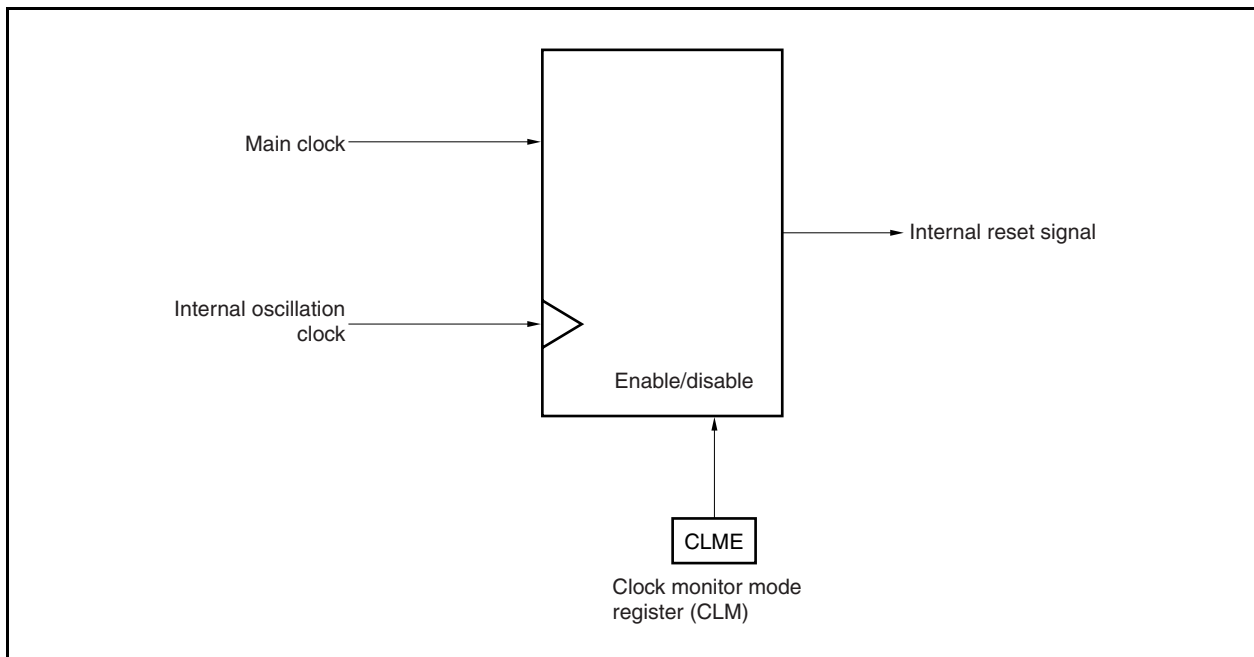 Main clock
Internal reset signal
Internal oscillation
clock
Enable/disable
CLME
Clock monitor mode
register (CLM)